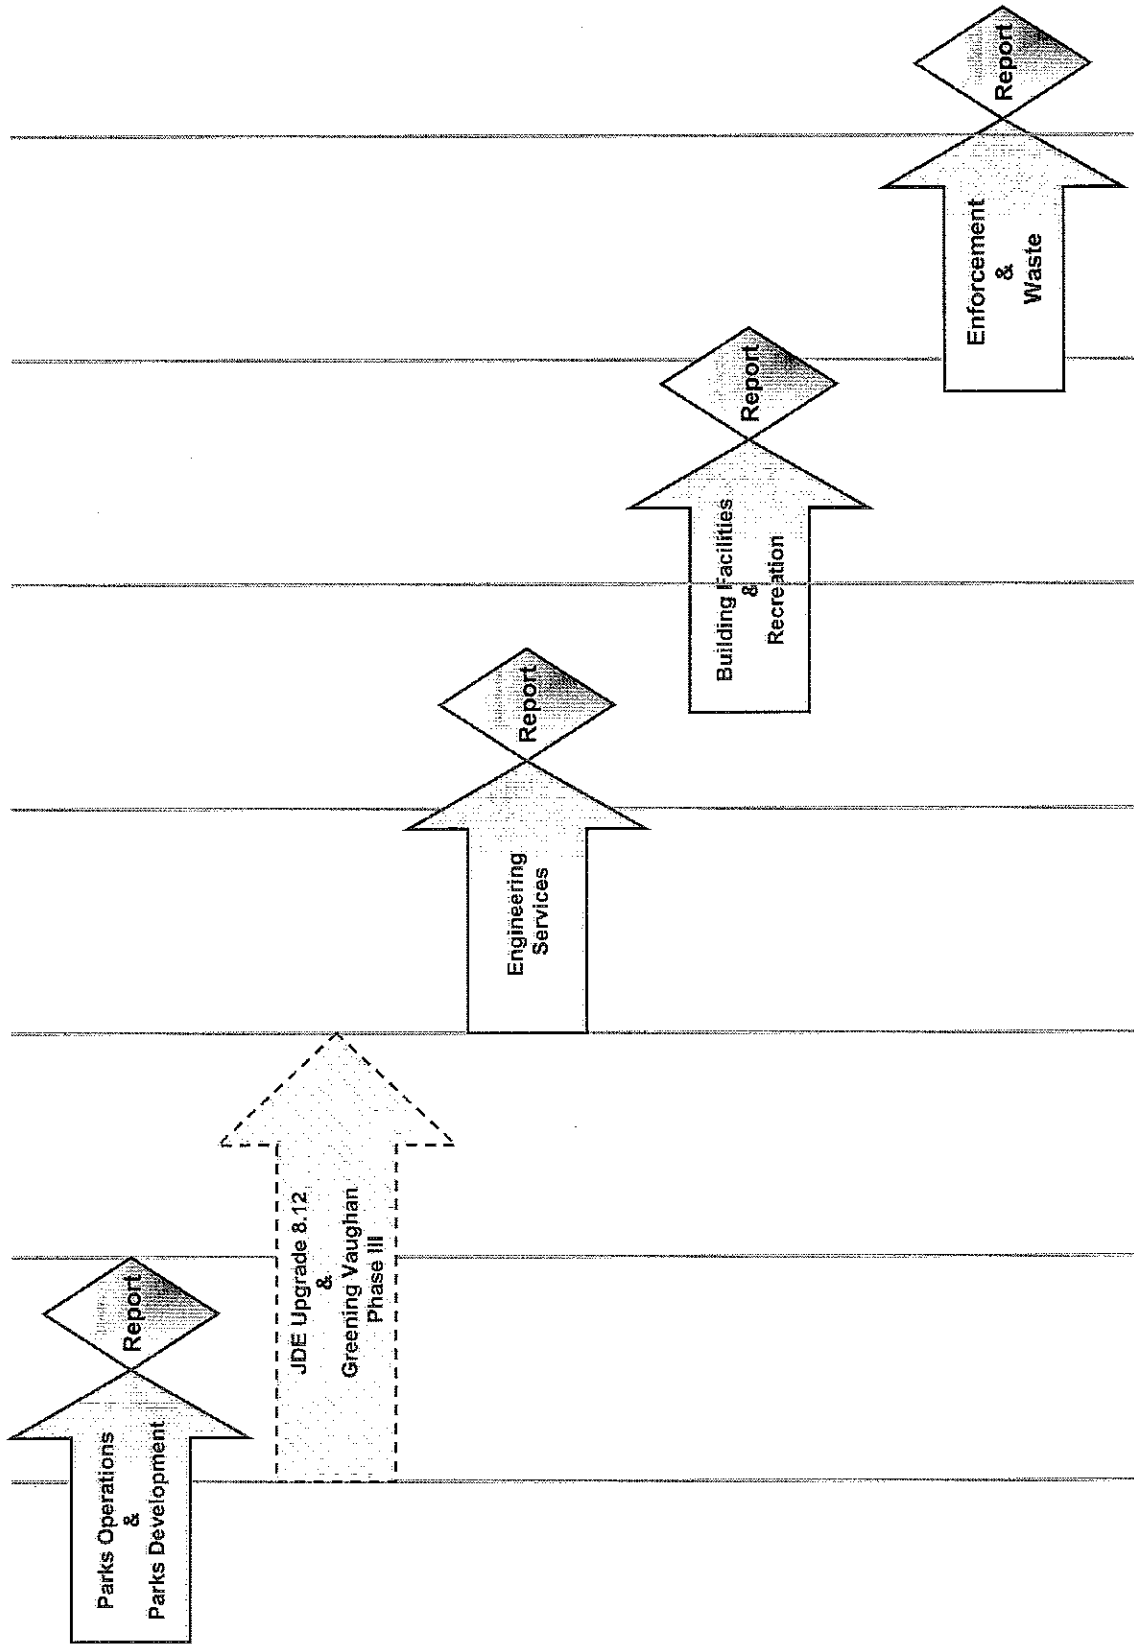 Parks Operations
&
Parks Development
Report
JDE Upgrade 8.12
&
Greening Vaughan
Phase III
Engineering
Services
Report
Building Facilities
&
Recreation
Report
Enforcement
&
Waste
Report